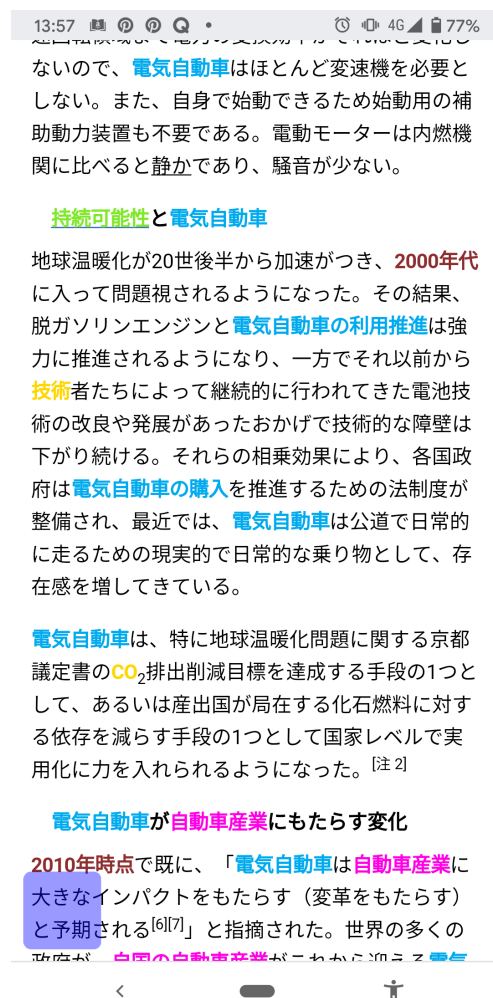 13:57 4G 77%
ないので、電気自動車はほとんど変速機を必要と
しない。また、自身で始動できるため始動用の補
助動力装置も不要である。電動モーターは内燃機
関に比べると静かであり、騒音が少ない。
持続可能性と電気自動車
地球温暖化が20世後半から加速がつき、2000年代
に入って問題視されるようになった。その結果、
脱ガソリンエンジンと電気自動車の利用推進は強
力に推進されるようになり、一方でそれ以前から
技術者たちによって継続的に行われてきた電池技
術の改良や発展があったおかげで技術的な障壁は
下がり続ける。それらの相乗効果により、各国政
府は電気自動車の購入を推進するための法制度が
整備され、最近では、電気自動車は公道で日常的
に走るための現実的で日常的な乗り物として、存
在感を増してきている。
電気自動車は、特に地球温暖化問題に関する京都
議定書のCO2排出削減目標を達成する手段の1つと
して、あるいは産出国が局在する化石燃料に対す
る依存を減らす手段の1つとして国家レベルで実
用化に力を入れられるようになった。[注 2]
電気自動車が自動車産業にもたらす変化
2010年時点で既に、「電気自動車は自動車産業に
大きなインパクトをもたらす（変革をもたらす）
と予期される[6][7]」と指摘された。世界の多くの
政府が、自国の自動車産業がこれから迎える電気